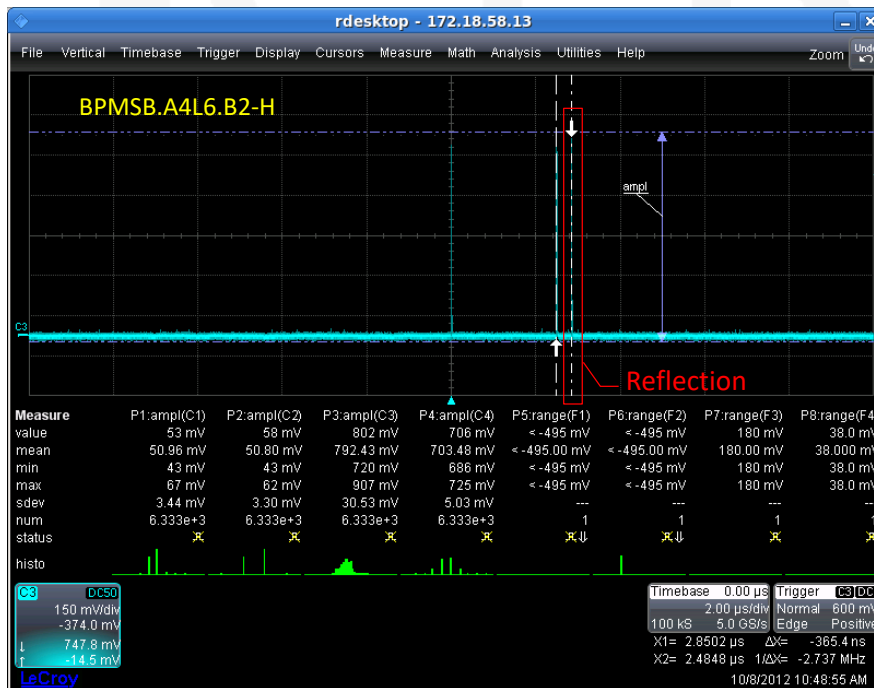 rdesktop - 172.18.58.13
File Vertical Timebase Trigger Display Cursors Measure Math Analysis Utilities Help Zoom Undo
BPMSB.A4L6.B2-H
ampl
C3
Reflection
Measure P1:ampl(C1) P2:ampl(C2) P3:ampl(C3) P4:ampl(C4) P5:range(F1) P6:range(F2) P7:range(F3) P8:range(F4
value 53 mV 58 mV 802 mV 706 mV < -495 mV < -495 mV 180 mV 38.0 mV
mean 50.96 mV 50.80 mV 792.43 mV 703.48 mV < -495.00 mV < -495.00 mV 180.00 mV 38.000 mV
min 43 mV 43 mV 720 mV 686 mV < -495 mV < -495 mV 180 mV 38.0 mV
max 67 mV 62 mV 907 mV 725 mV < -495 mV < -495 mV 180 mV 38.0 mV
sdev 3.44 mV 3.30 mV 30.53 mV 5.03 mV --- --- --- ---
num 6.333e+3 6.333e+3 6.333e+3 6.333e+3 1 1 1 1
status
histo
C3 DC50
150 mV/div
-374.0 mV
↓ 747.8 mV
↑ -14.5 mV
Timebase 0.00 µs Trigger C3 DC
2.00 µs/div Normal 600 mV
100 kS 5.0 GS/s Edge Positive
X1= 2.8502 µs ΔX= -365.4 ns
X2= 2.4848 µs 1/ΔX= -2.737 MHz
LeCroy 10/8/2012 10:48:55 AM